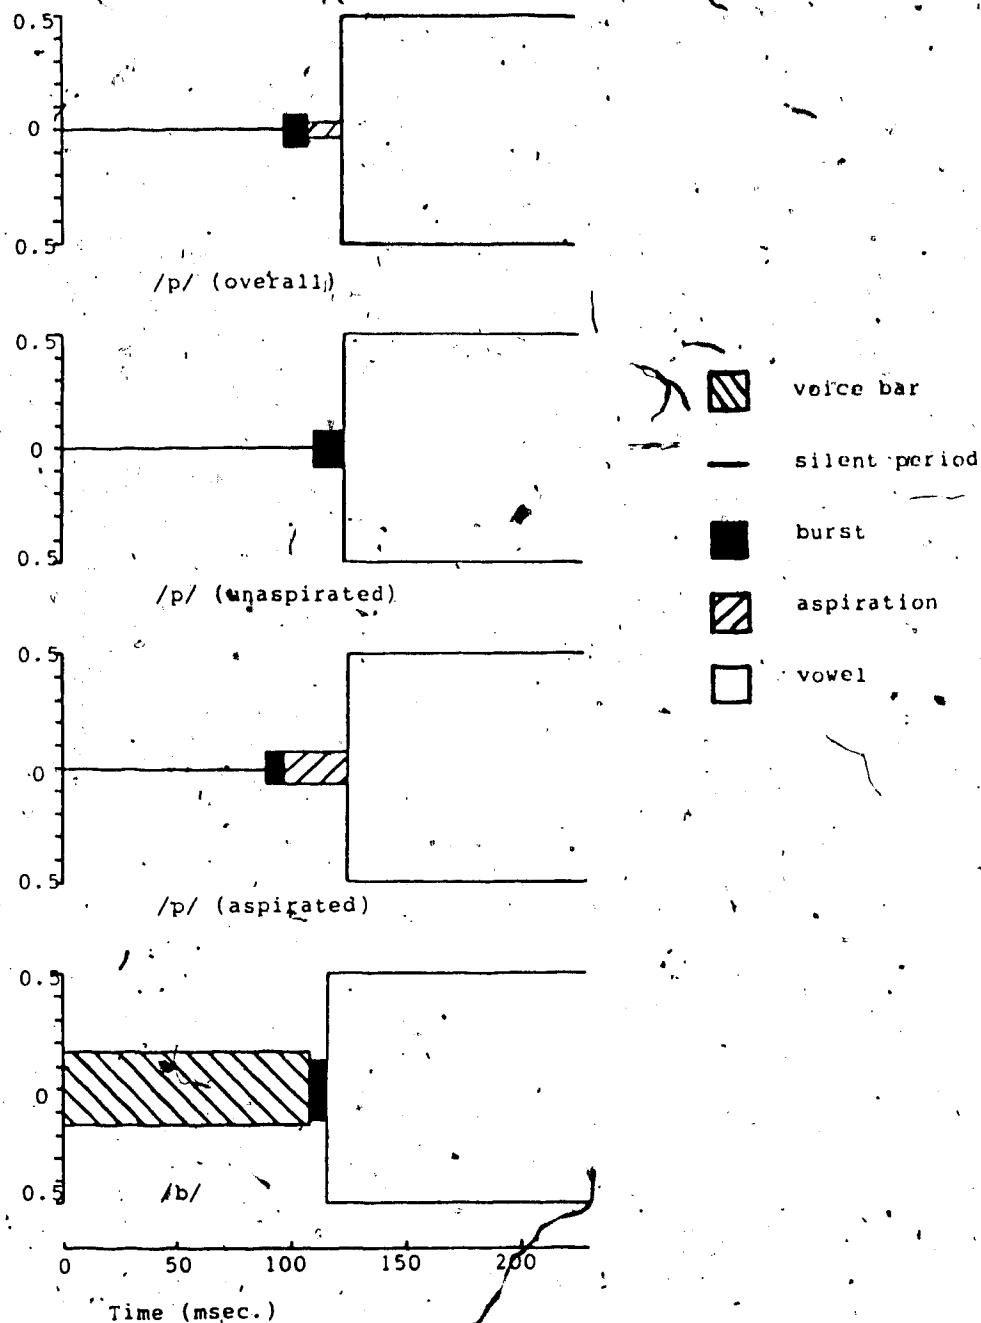 0.5
0
0.5
/p/ (overall)
0.5
0
0.5
/p/ (unaspirated)
0.5
0
0.5
/p/ (aspirated)
0.5
0
0.5
/b/
0 50 100 150 200
Time (msec.)
voice bar
silent period
burst
aspiration
vowel